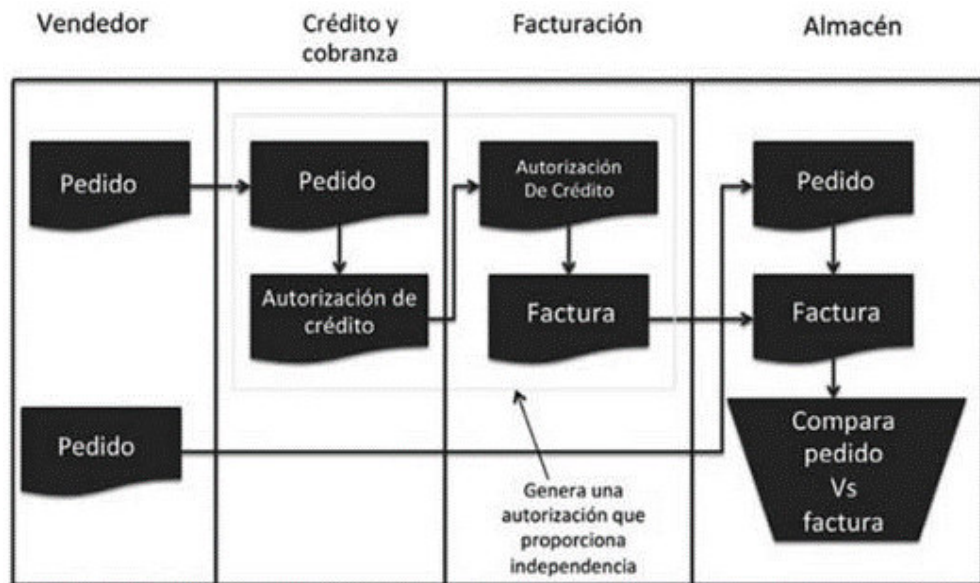 Vendedor
Crédito y
cobranza
Facturación
Almacén
Pedido
Pedido
Autorización
De Crédito
Pedido
Autorización de
crédito
Factura
Factura
Pedido
Compara
pedido
Vs
factura
Genera una
autorización que
proporciona
independencia